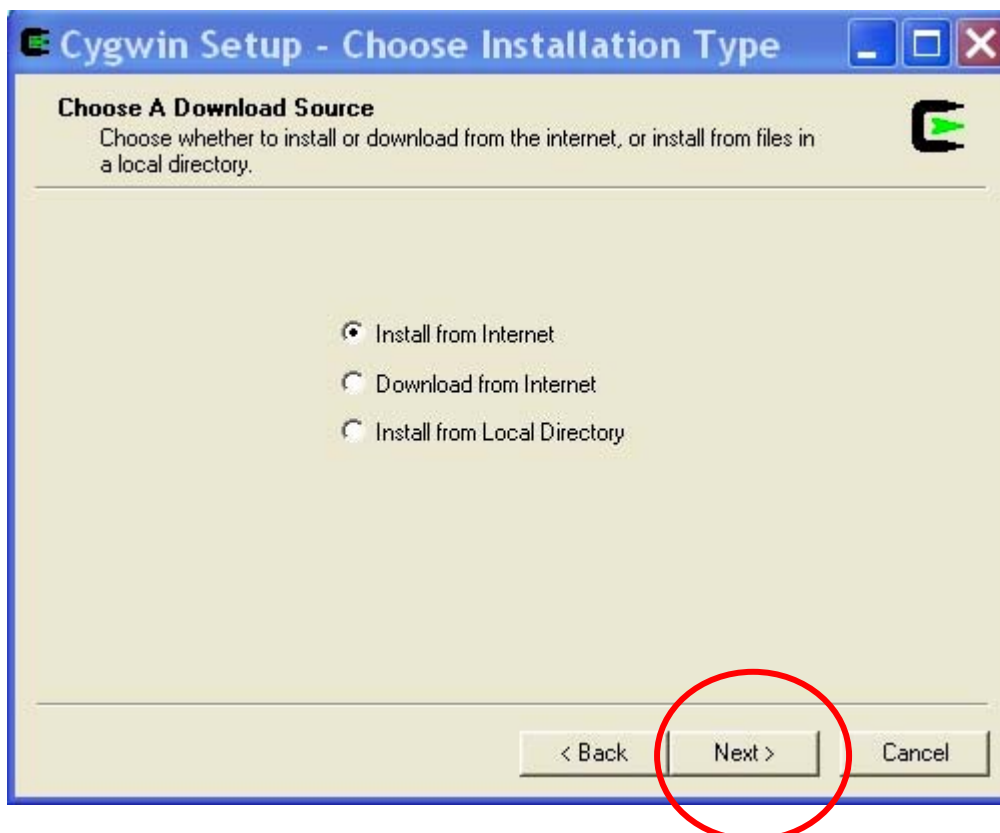 Cygwin Setup - Choose Installation Type
Choose A Download Source
Choose whether to install or download from the internet, or install from files in
a local directory.
Install from Internet
Download from Internet
Install from Local Directory
< Back Next > Cancel